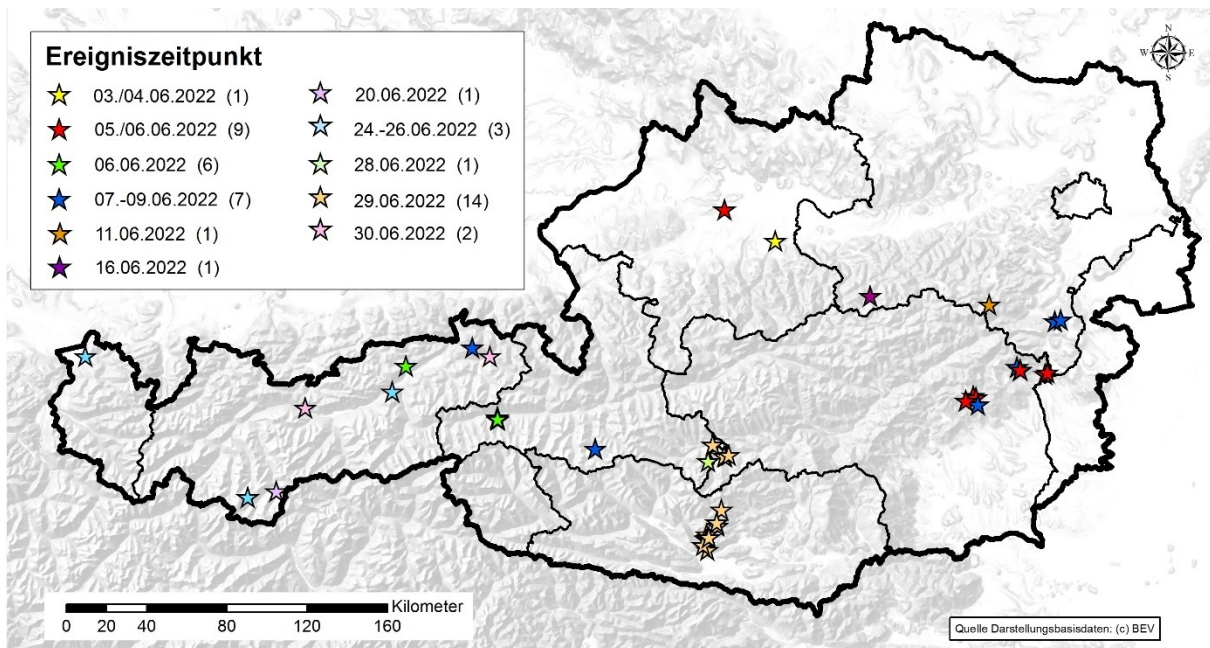 Ereigniszeitpunkt
03./04.06.2022 (1)
05./06.06.2022 (9)
06.06.2022 (6)
07.-09.06.2022 (7)
11.06.2022 (1)
16.06.2022 (1)
20.06.2022 (1)
24.-26.06.2022 (3)
28.06.2022 (1)
29.06.2022 (14)
30.06.2022 (2)
N
W E
S
Kilometer
0 20 40 80 120 160
Quelle Darstellungsbasisdaten: (c) BEV